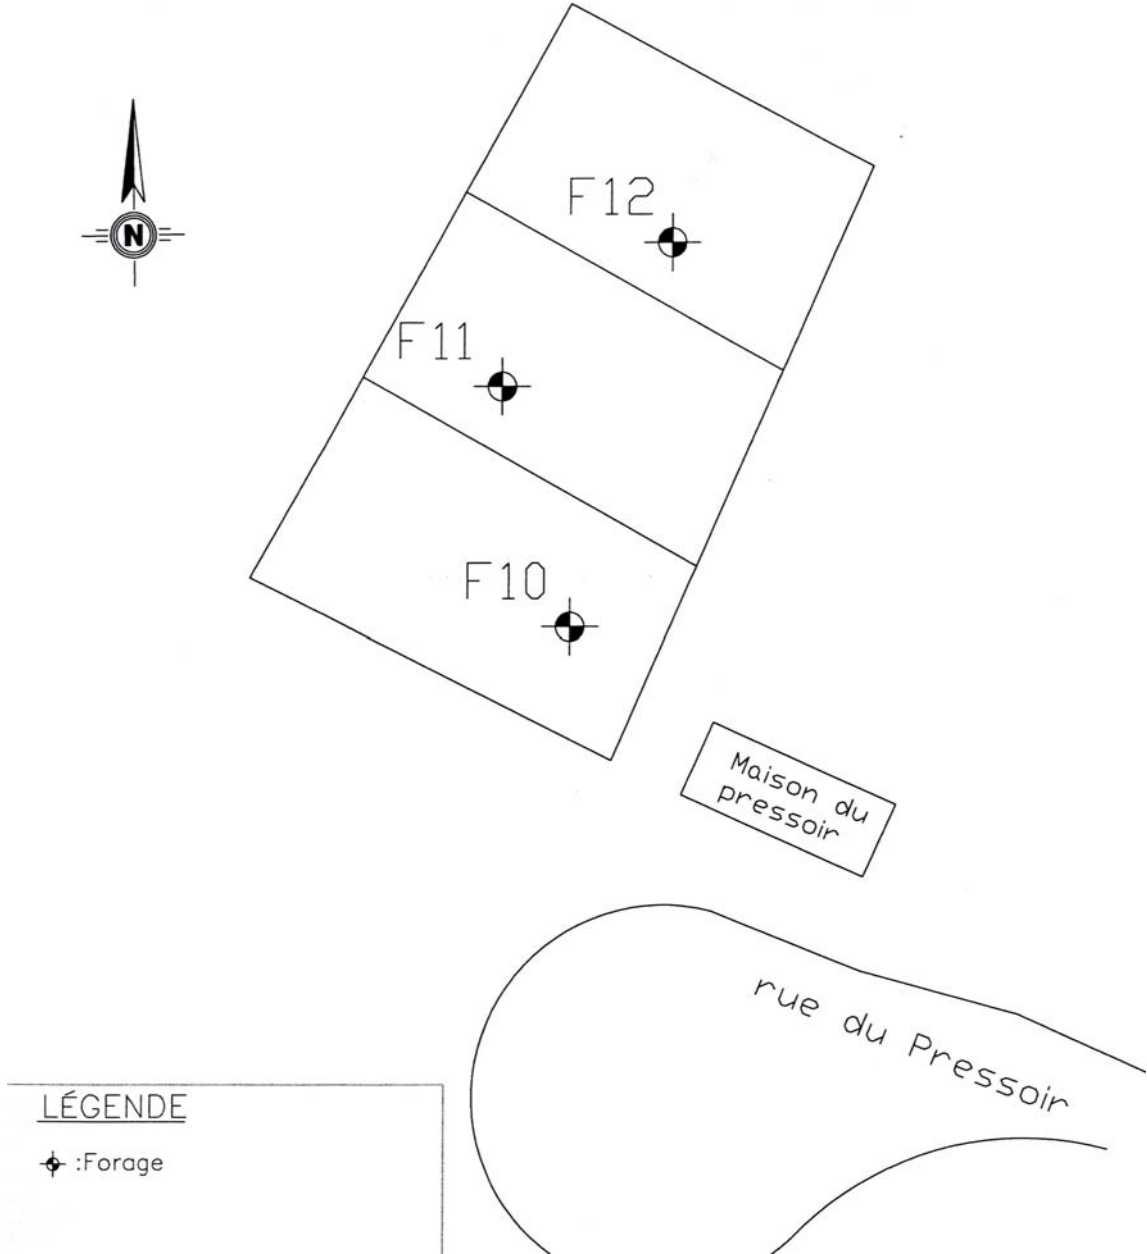 F12
N
F11
F10
Maison du
pressoir
rue du Pressoir
LÉGENDE
:Forage